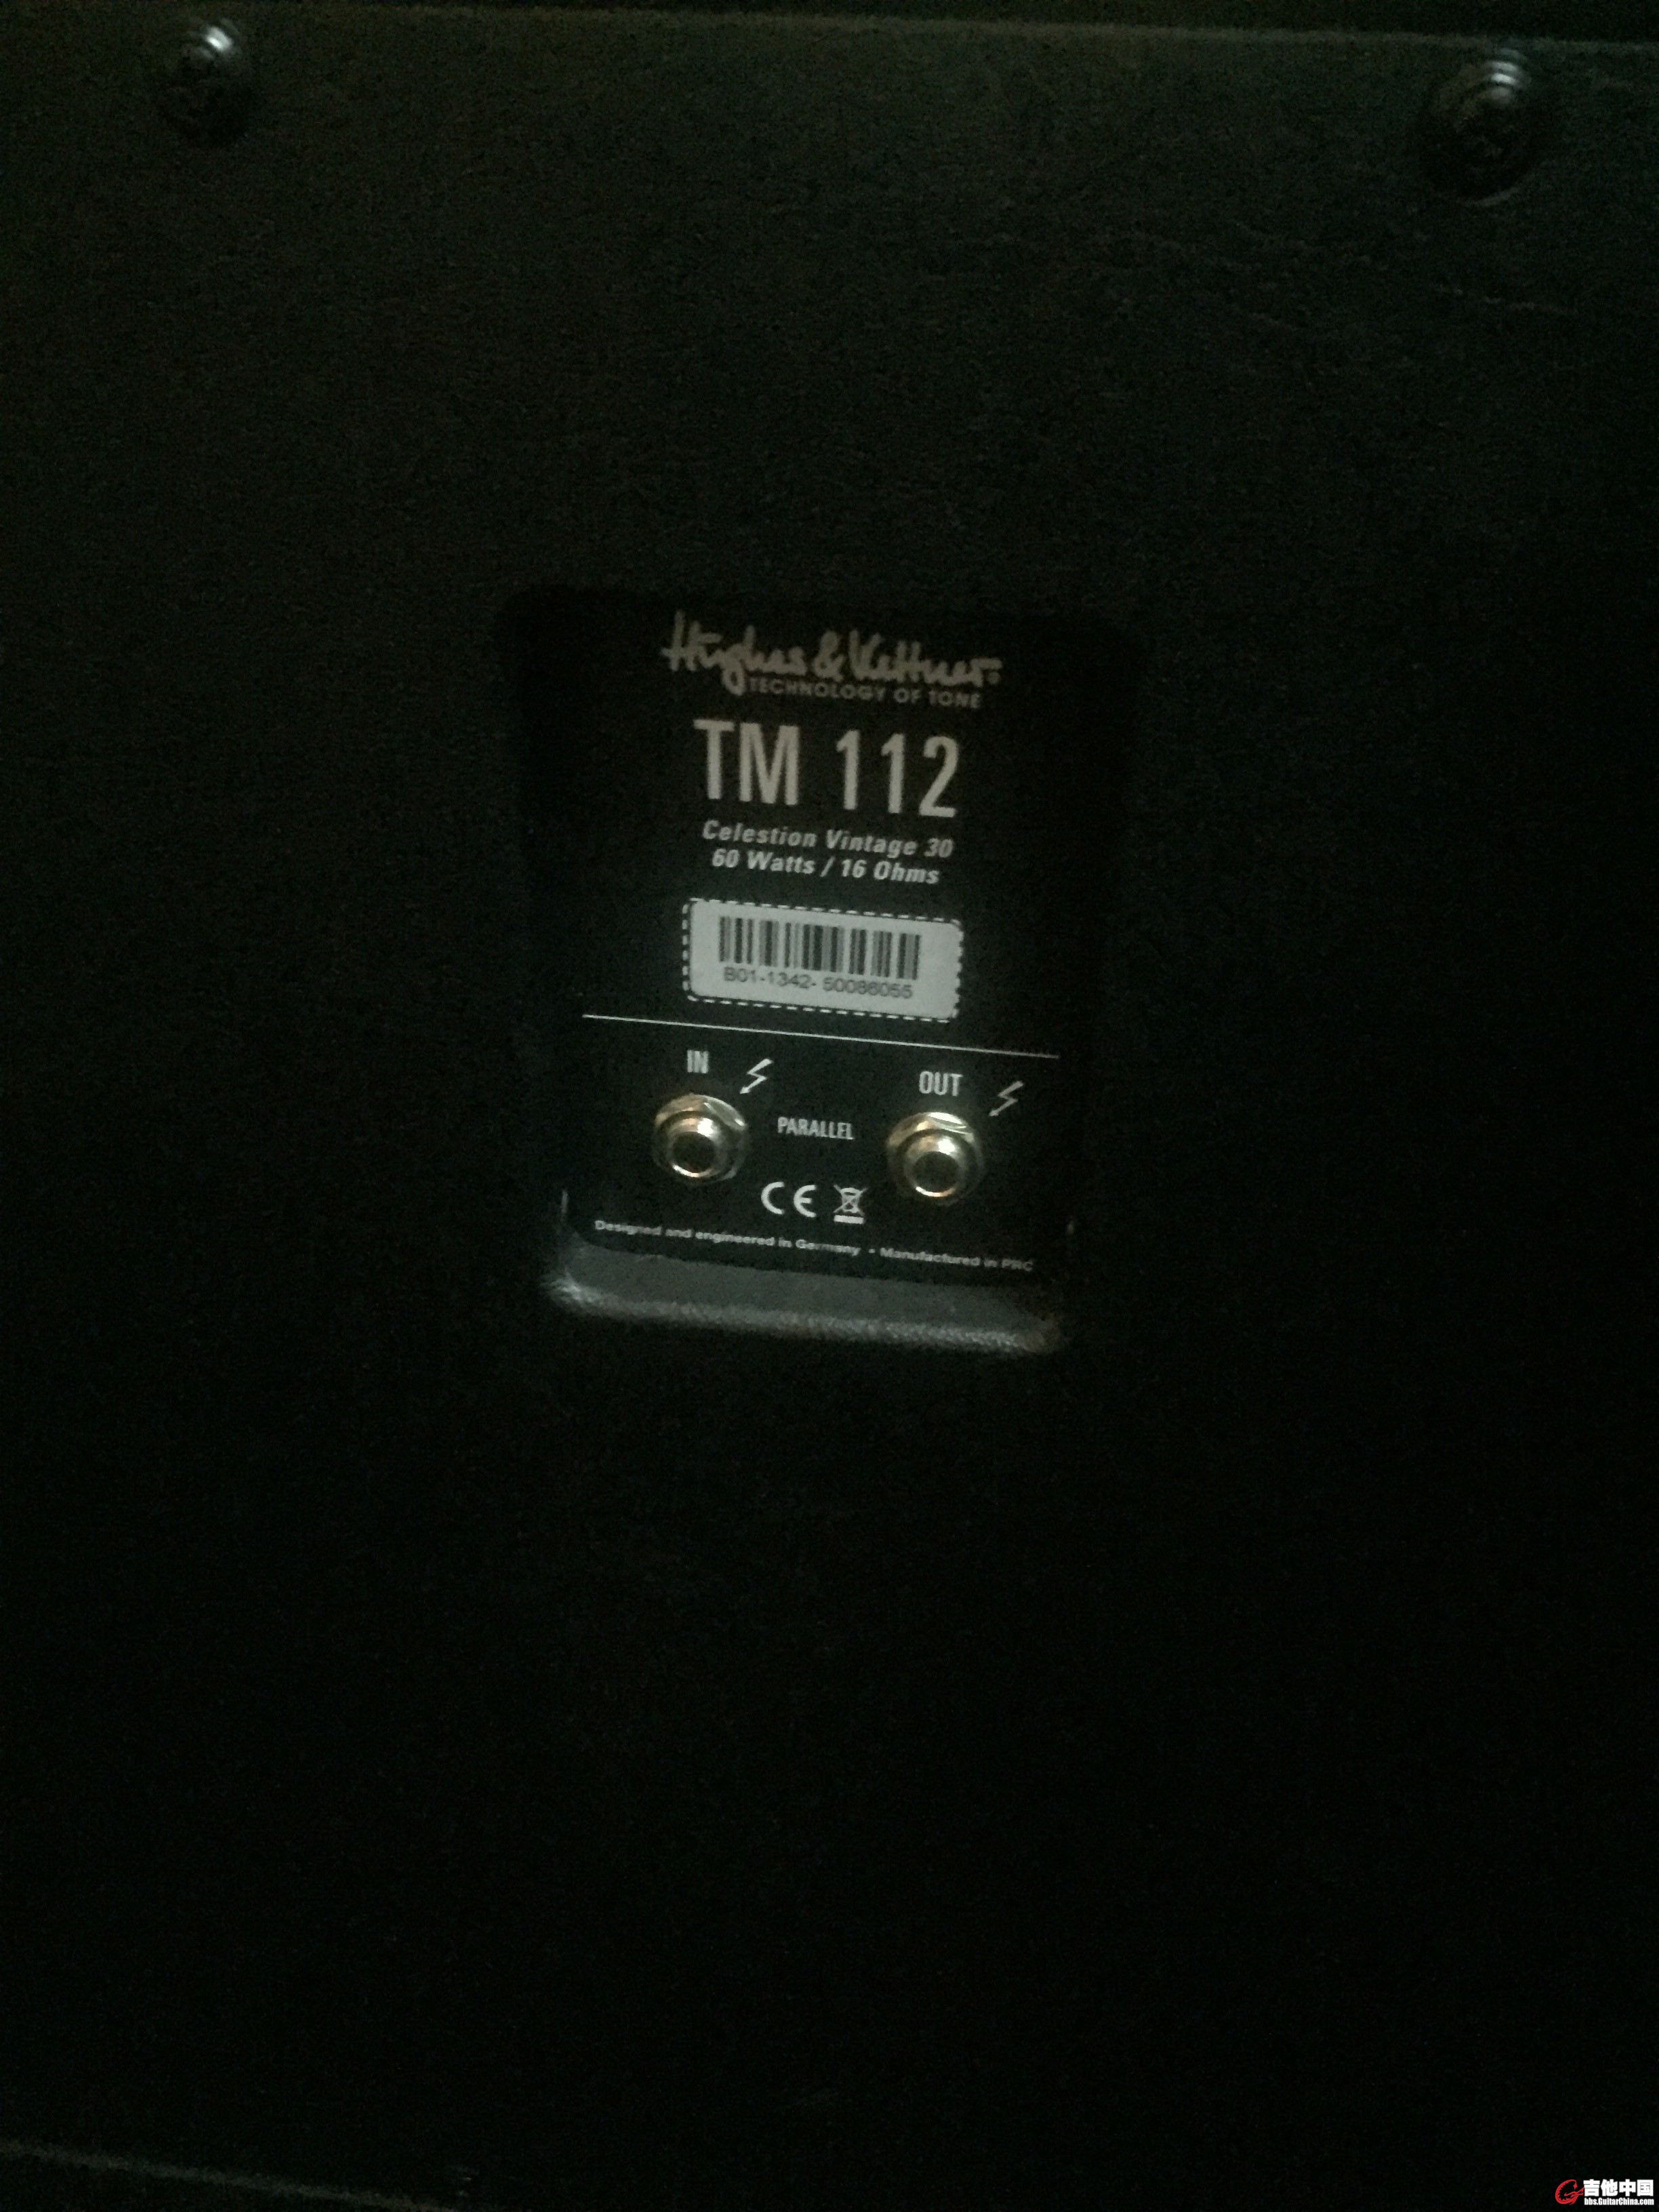 Hughes & Kettner
TECHNOLOGY OF TONE
TM 112
Celestion Vintage 30
60 Watts / 16 Ohms
B01-1342- 50086055
IN
OUT
PARALLEL
CE
Designed and engineered in Germany • Manufactured in PRC
吉他中国
bbs.GuitarChina.com